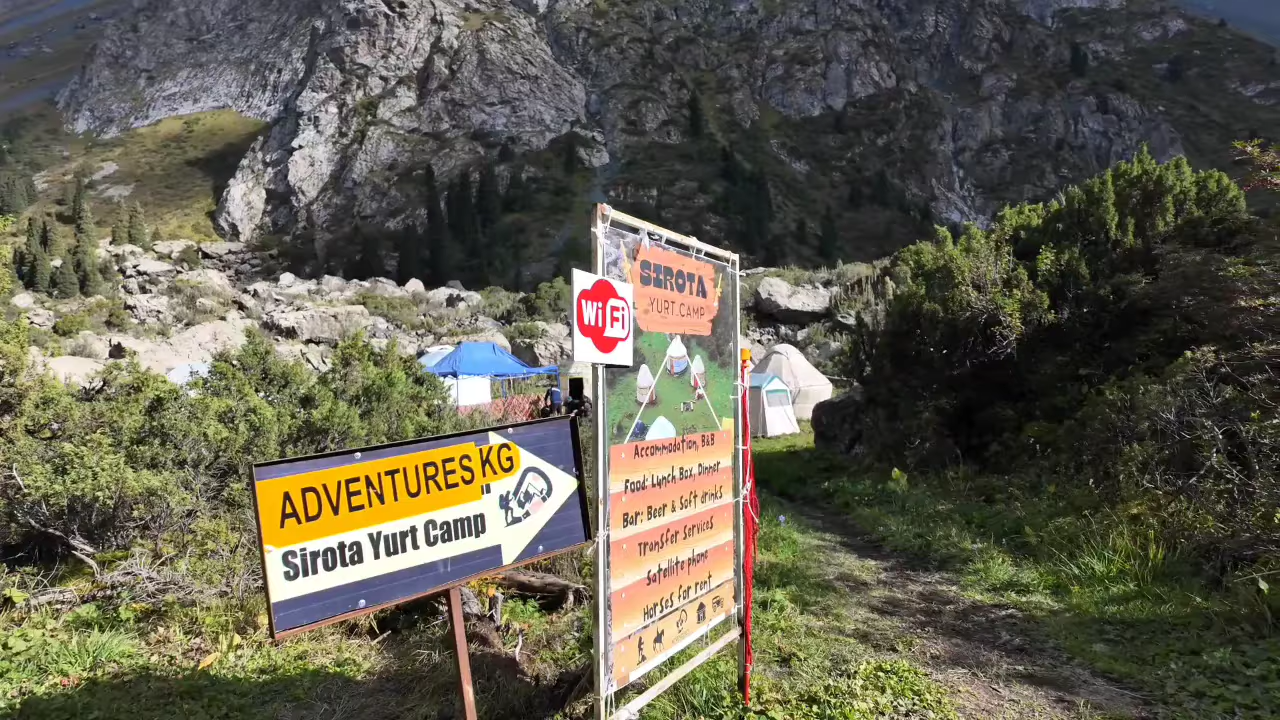 ADVENTURES KG
Sirota Yurt Camp"
WiFi
SIROTA
YURT CAMP
Accommodation, B&B
Food: Lunch Box, Dinner
Bar: Beer & Soft drinks
Transfer Services
Satellite phone
Horses for rent